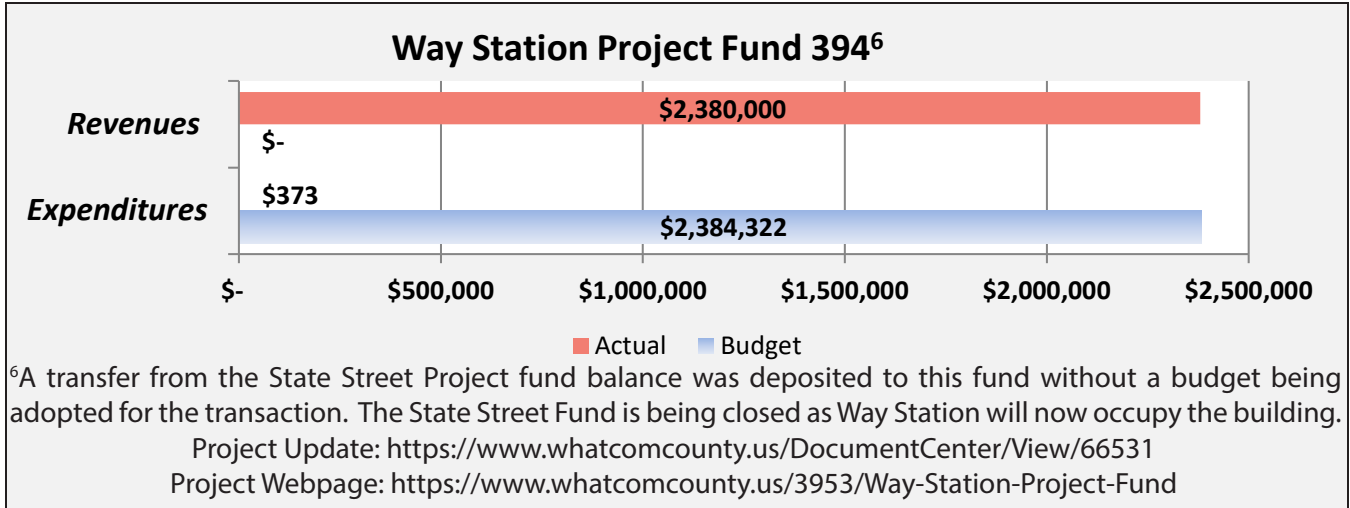 Way Station Project Fund 394⁶
Revenues
$2,380,000
$-
Expenditures
$373
$2,384,322
$- $500,000 $1,000,000 $1,500,000 $2,000,000 $2,500,000
Actual Budget
⁶A transfer from the State Street Project fund balance was deposited to this fund without a budget being
adopted for the transaction. The State Street Fund is being closed as Way Station will now occupy the building.
Project Update: https://www.whatcomcounty.us/DocumentCenter/View/66531
Project Webpage: https://www.whatcomcounty.us/3953/Way-Station-Project-Fund